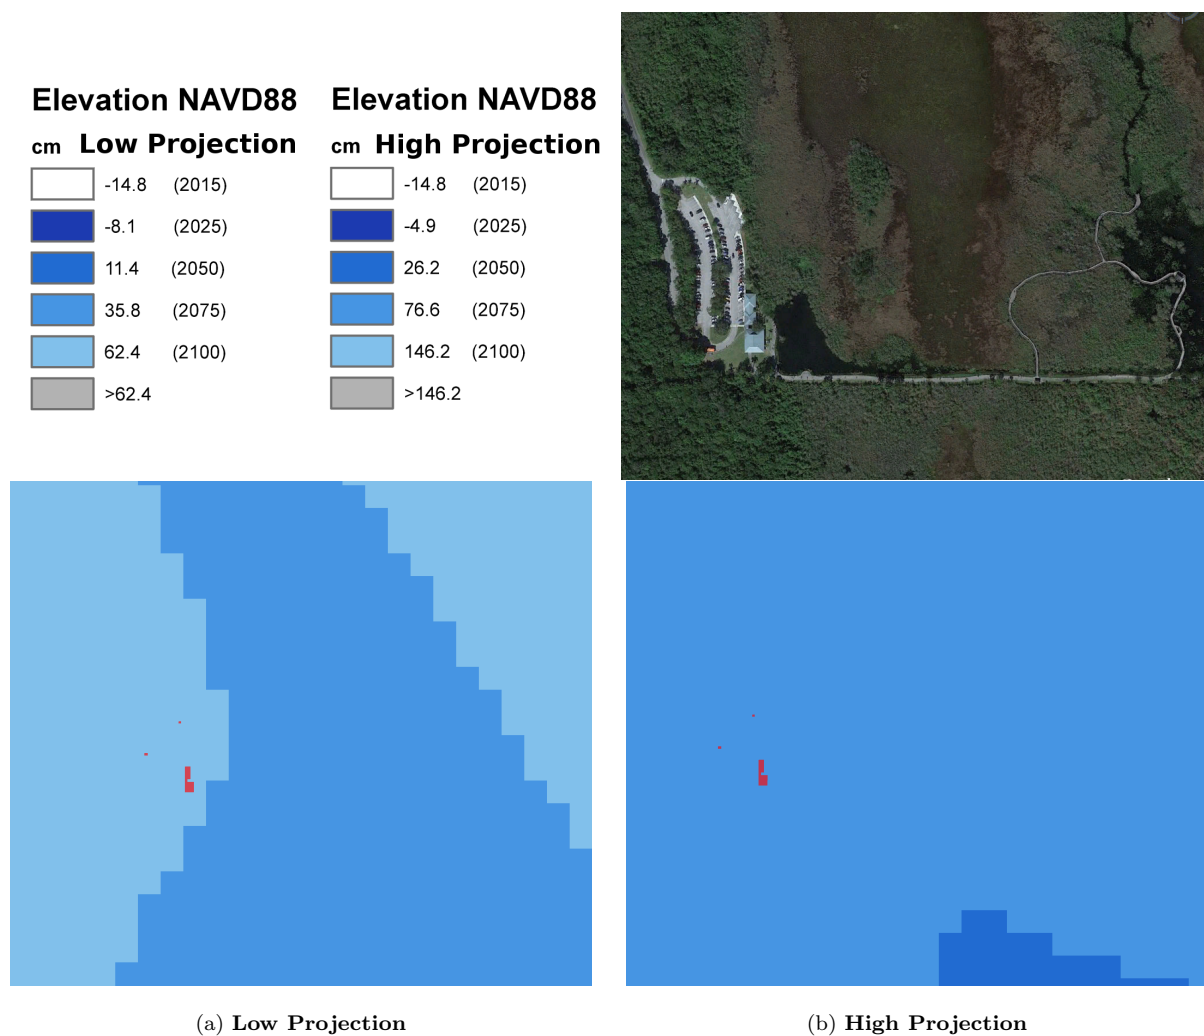 Elevation NAVD88
cm Low Projection
-14.8 (2015)
-8.1 (2025)
11.4 (2050)
35.8 (2075)
62.4 (2100)
>62.4
Elevation NAVD88
cm High Projection
-14.8 (2015)
-4.9 (2025)
26.2 (2050)
76.6 (2075)
146.2 (2100)
>146.2
(a) Low Projection
(b) High Projection